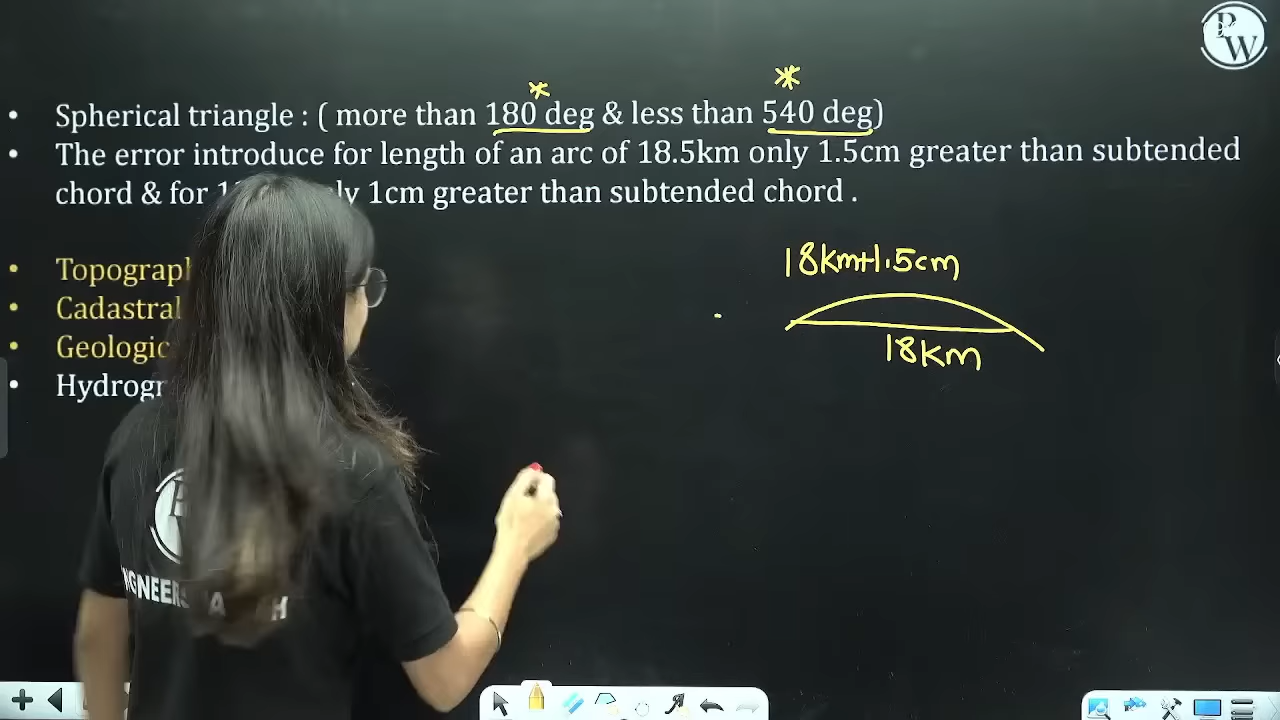 PW
Spherical triangle : ( more than 180 deg & less than 540 deg)
The error introduce for length of an arc of 18.5km only 1.5cm greater than subtended
chord & for 1cm greater than subtended chord .
Topograph
Cadastral
Geologic
Hydrogr
18km+1.5cm
18km